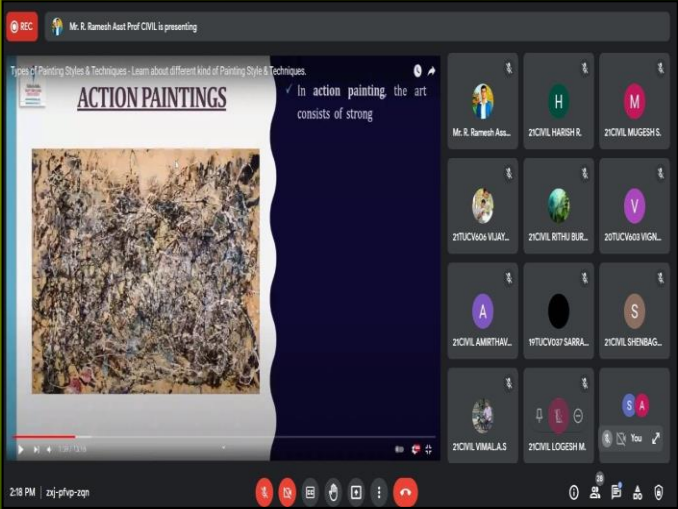 REC
Mr. R. Ramesh Asst Prof CIVIL is presenting
Types of Painting Styles & Techniques - Learn about different kind of Painting Style & Techniques.
ACTION PAINTINGS
✓ In action painting, the art
consists of strong
Mr. R. Ramesh Ass...
H
21CIVIL HARISH R.
M
21CIVIL MUGESH S.
21TUCV606 VIJAY...
21CIVIL RITHU BUR...
V
20TUCV603 VIGN...
A
21CIVIL AMIRTHAV...
19TUCV037 SARRA...
S
21CIVIL SHENBAG...
21CIVIL VIMAL.A.S
L
21CIVIL LOGESH M.
S A
You
2:18 PM | zxj-pfvp-zqn